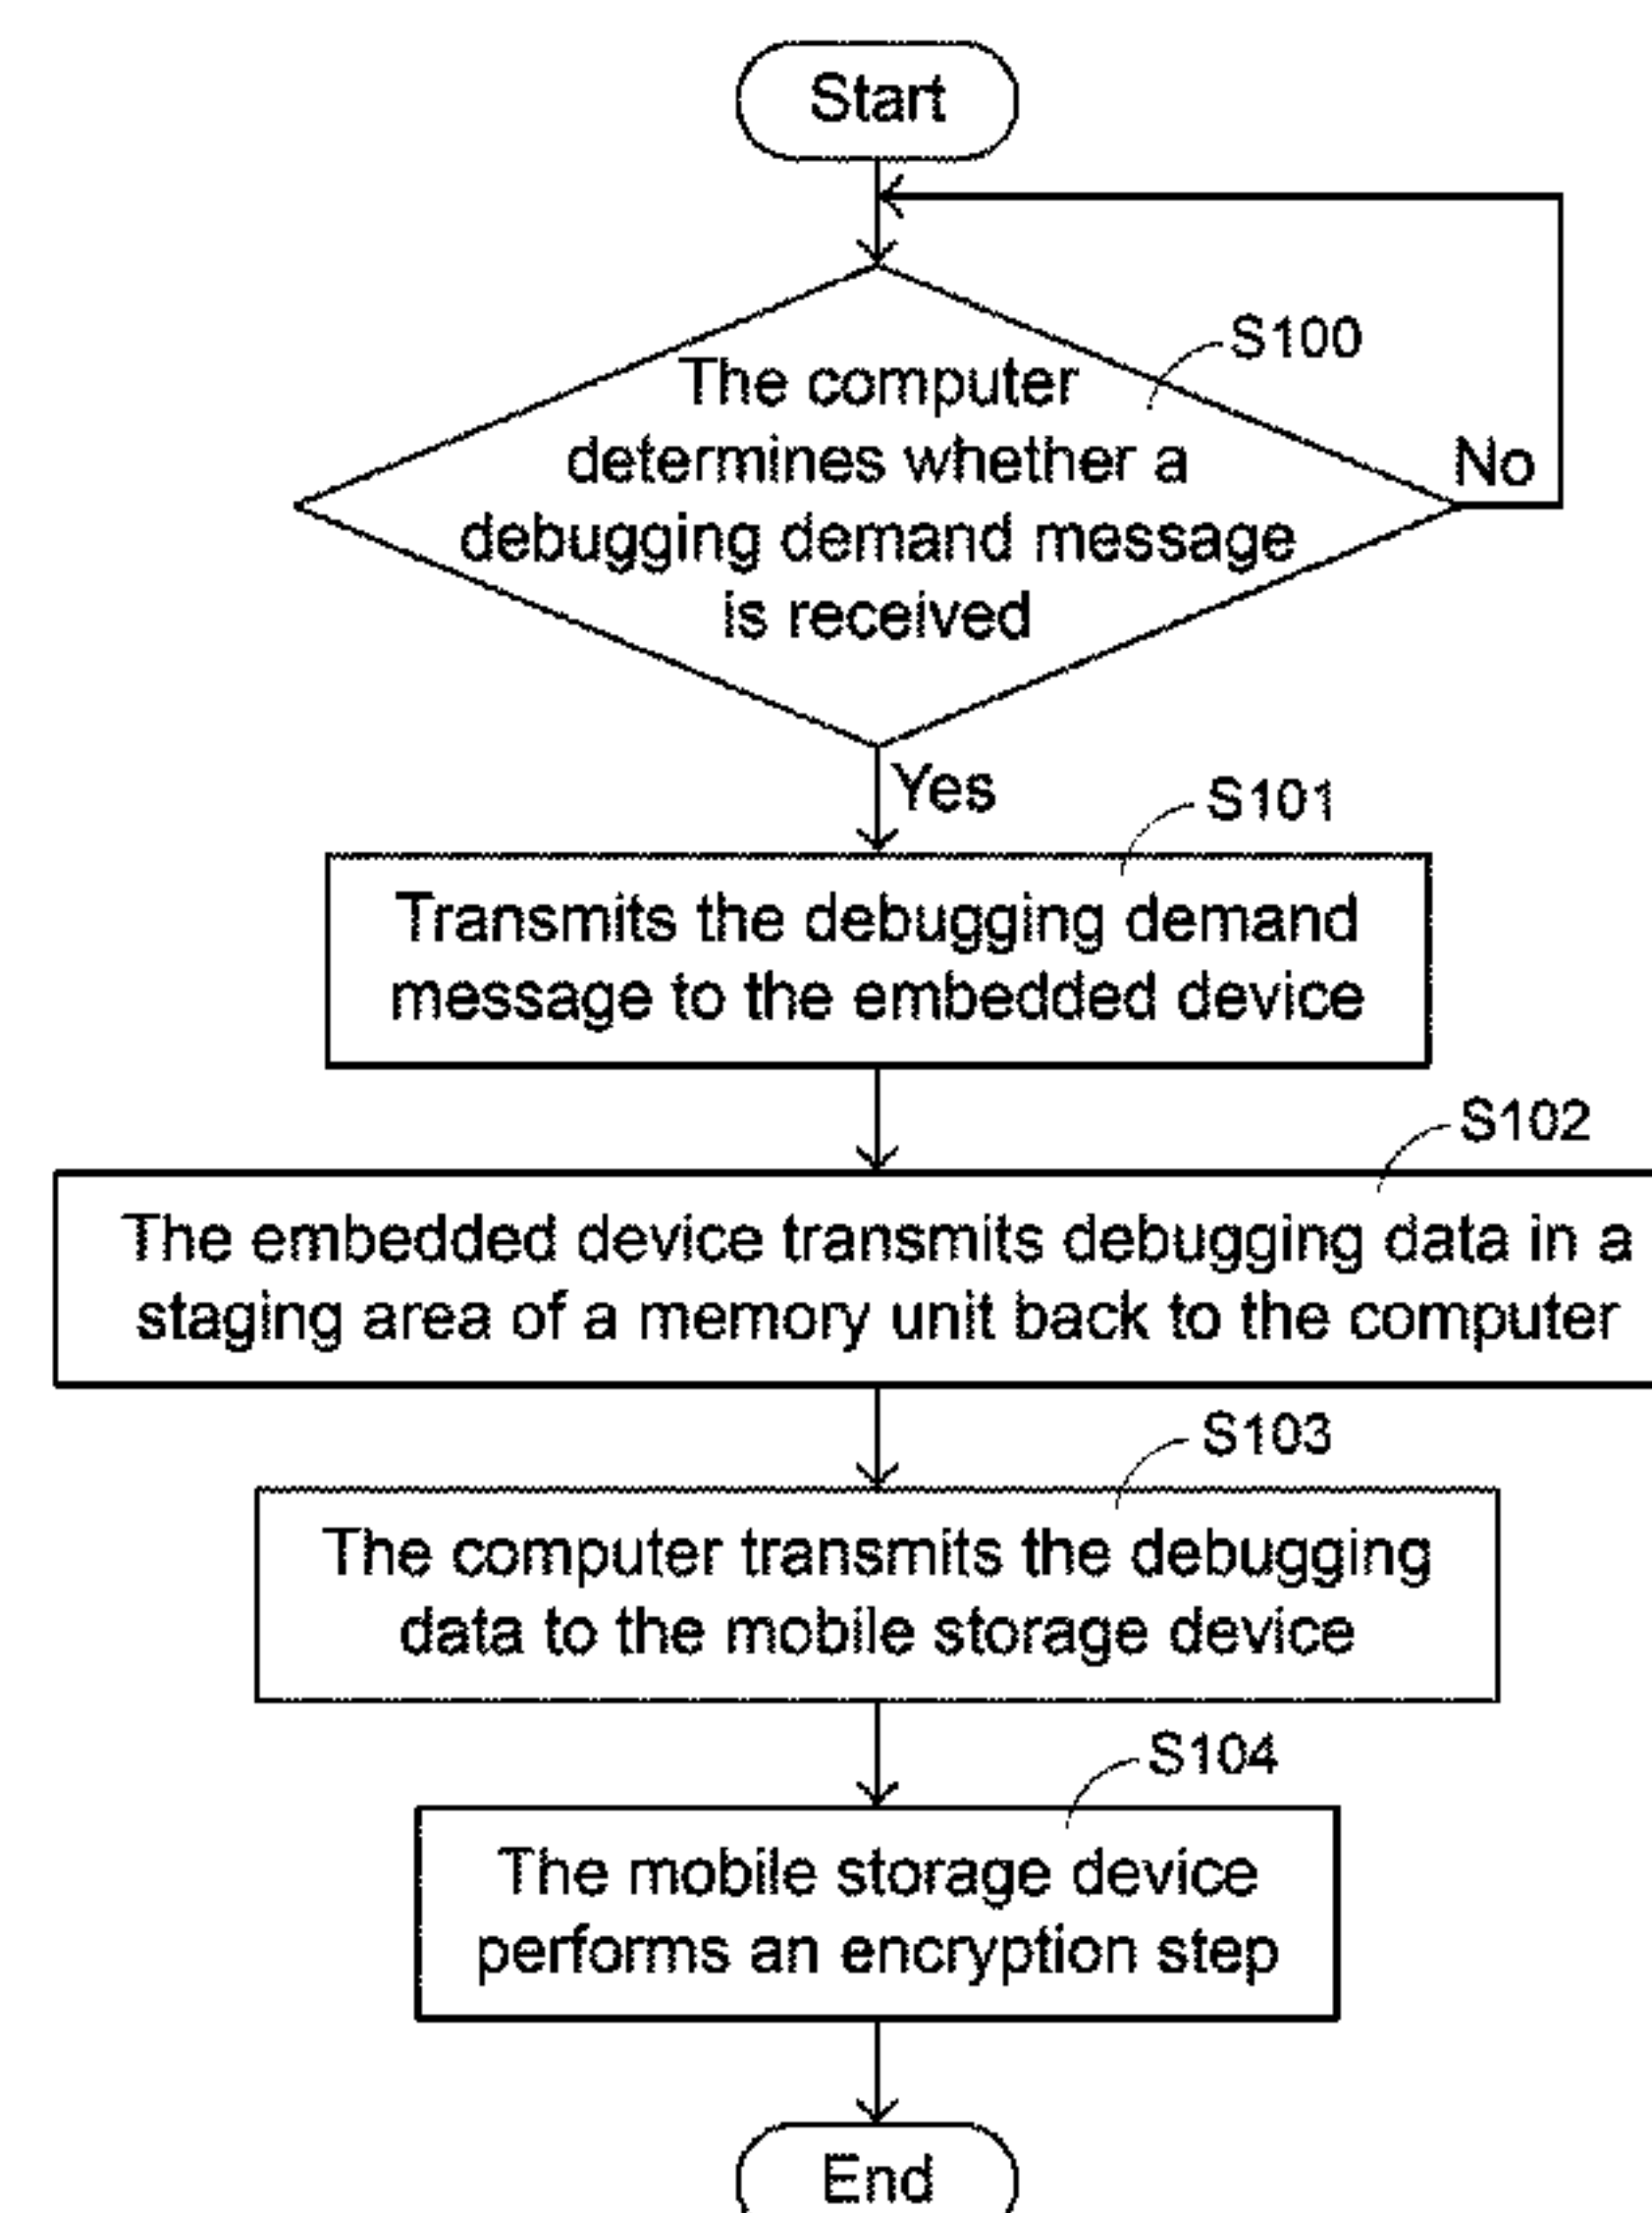 Start
S100
The computer
determines whether a
debugging demand message
is received
No
Yes
S101
Transmits the debugging demand
message to the embedded device
S102
The embedded device transmits debugging data in a
staging area of a memory unit back to the computer
S103
The computer transmits the debugging
data to the mobile storage device
S104
The mobile storage device
performs an encryption step
End